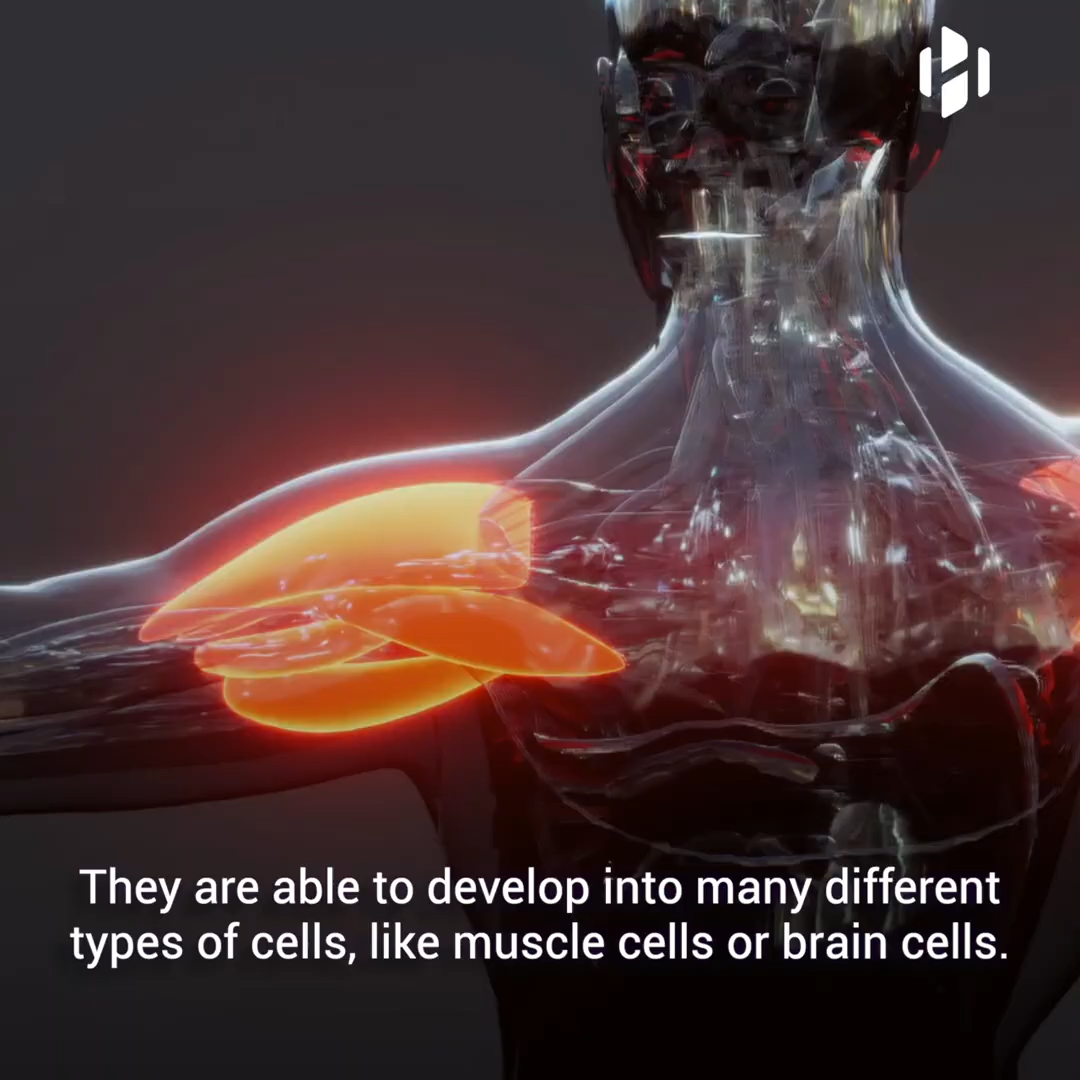 They are able to develop into many different
types of cells, like muscle cells or brain cells.